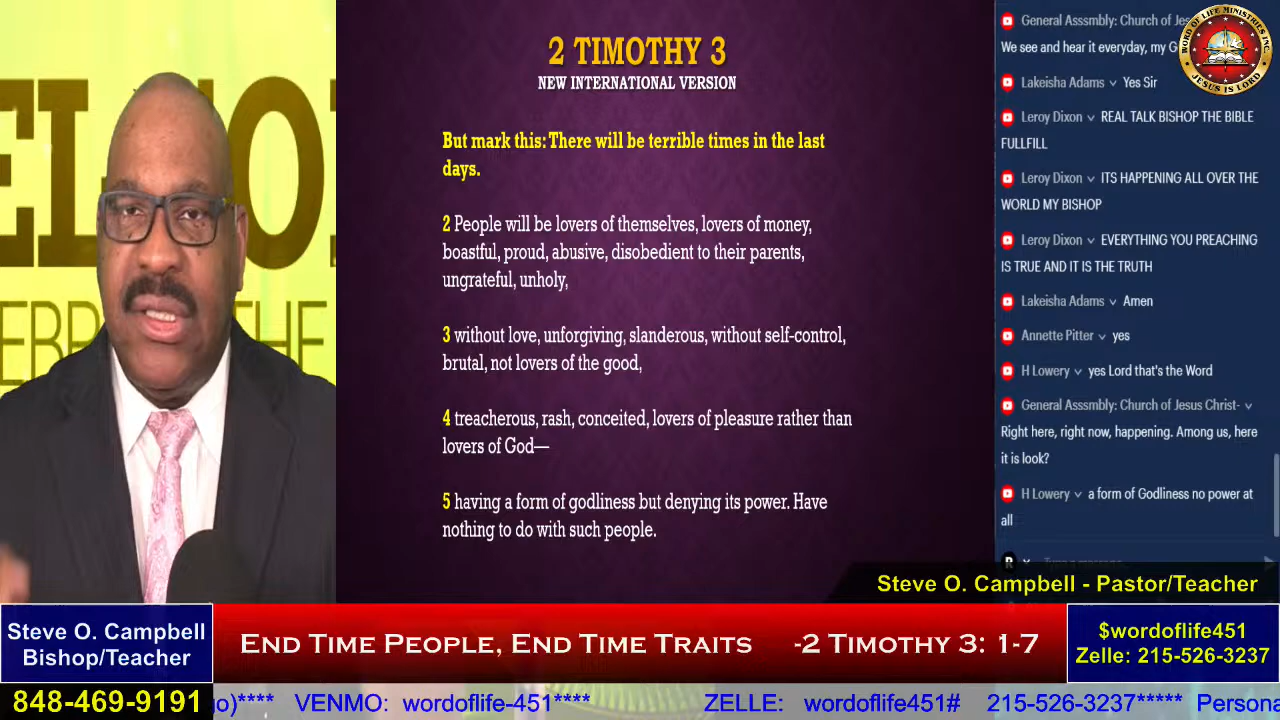 2 TIMOTHY 3
NEW INTERNATIONAL VERSION
But mark this: There will be terrible times in the last
days.
2 People will be lovers of themselves, lovers of money,
boastful, proud, abusive, disobedient to their parents,
ungrateful, unholy,
3 without love, unforgiving, slanderous, without self-control,
brutal, not lovers of the good,
4 treacherous, rash, conceited, lovers of pleasure rather than
lovers of God—
5 having a form of godliness but denying its power. Have
nothing to do with such people.
General Asssmbly: Church of Jes
We see and hear it everyday, my G
Lakeisha Adams Yes Sir
Leroy Dixon REAL TALK BISHOP THE BIBLE
FULLFILL
Leroy Dixon ITS HAPPENING ALL OVER THE
WORLD MY BISHOP
Leroy Dixon EVERYTHING YOU PREACHING
IS TRUE AND IT IS THE TRUTH
Lakeisha Adams Amen
Annette Pitter yes
H Lowery yes Lord that's the Word
General Asssmbly: Church of Jesus Christ-
Right here, right now, happening. Among us, here
it is look?
H Lowery a form of Godliness no power at
all
R
WORD OF LIFE MINISTRIES INC
JESUS IS LORD
Steve O. Campbell - Pastor/Teacher
Steve O. Campbell
Bishop/Teacher
848-469-9191
END TIME PEOPLE, END TIME TRAITS -2 TIMOTHY 3: 1-7
$wordoflife451
Zelle: 215-526-3237
go)**** VENMO: wordoflife-451**** ZELLE: wordoflife451# 215-526-3237***** Persona